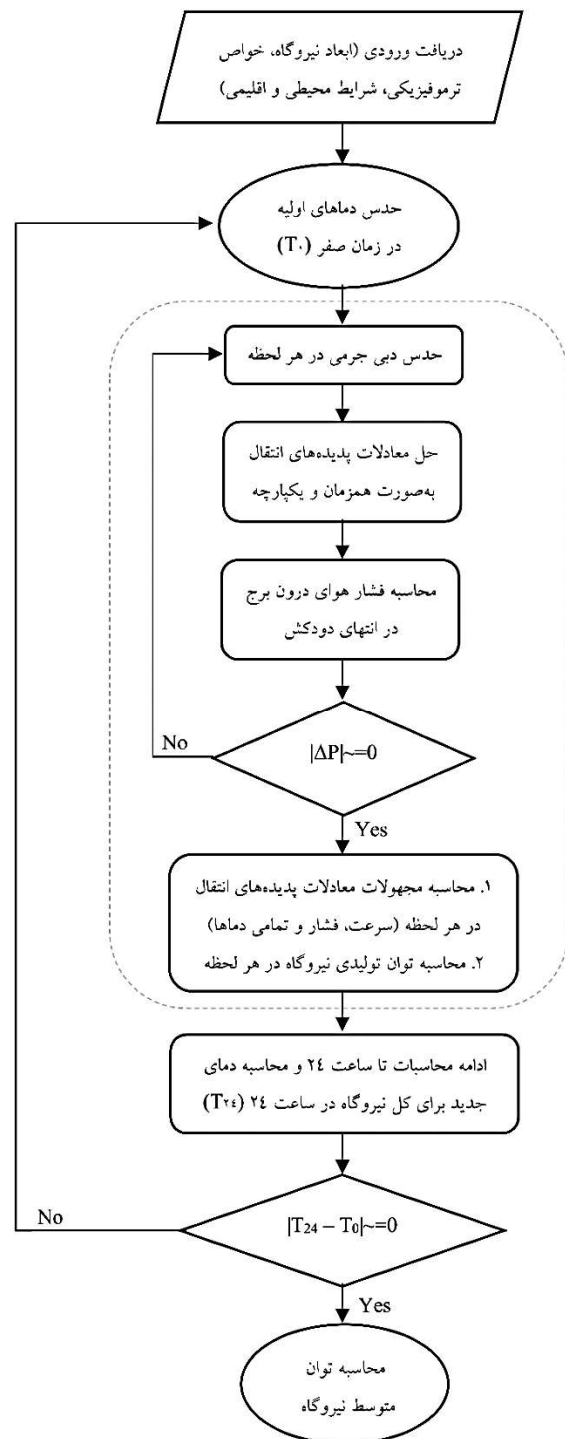 دریافت ورودی (ابعاد نیروگاه، خواص
ترموفیزیکی، شرایط محیطی و اقلیمی)
حدس دماهای اولیه
در زمان صفر (T۰)
حدس دبی جرمی در هر لحظه
حل معادلات پدیده‌های انتقال
به‌صورت همزمان و یکپارچه
محاسبه فشار هوای درون برج
در انتهای دودکش
|ΔP|~=0
No
Yes
۱. محاسبه مجهولات معادلات پدیده‌های انتقال
در هر لحظه (سرعت، فشار و تمامی دماها)
۲. محاسبه توان تولیدی نیروگاه در هر لحظه
ادامه محاسبات تا ساعت ۲٤ و محاسبه دمای
جدید برای کل نیروگاه در ساعت ۲٤ (T۲٤)
|T24 – T0|~=0
No
Yes
محاسبه توان
متوسط نیروگاه